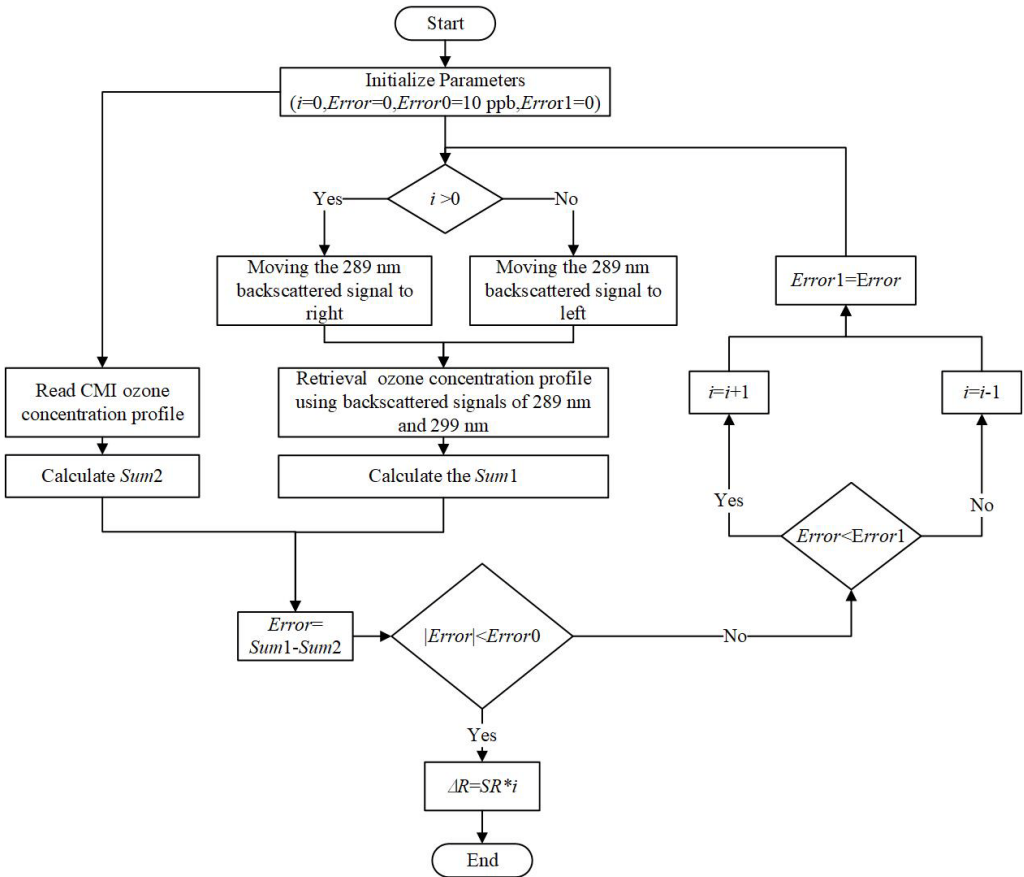 Start
Initialize Parameters
(i=0,Error=0,Error0=10 ppb,Error1=0)
Yes
i >0
No
Moving the 289 nm
backscattered signal to
right
Moving the 289 nm
backscattered signal to
left
Error1=Error
Read CMI ozone
concentration profile
Retrieval ozone concentration profile
using backscattered signals of 289 nm
and 299 nm
i=i+1
i=i-1
Calculate Sum2
Calculate the Sum1
Yes
Error<Error1
No
Error=
Sum1-Sum2
|Error|<Error0
No
Yes
ΔR=SR*i
End